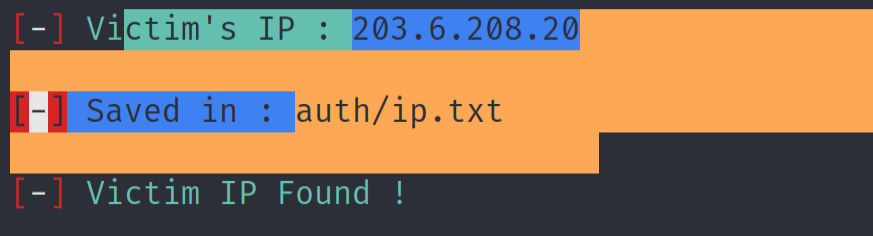 [-] Victim's IP : 203.6.208.20
[-] Saved in : auth/ip.txt
[-] Victim IP Found !